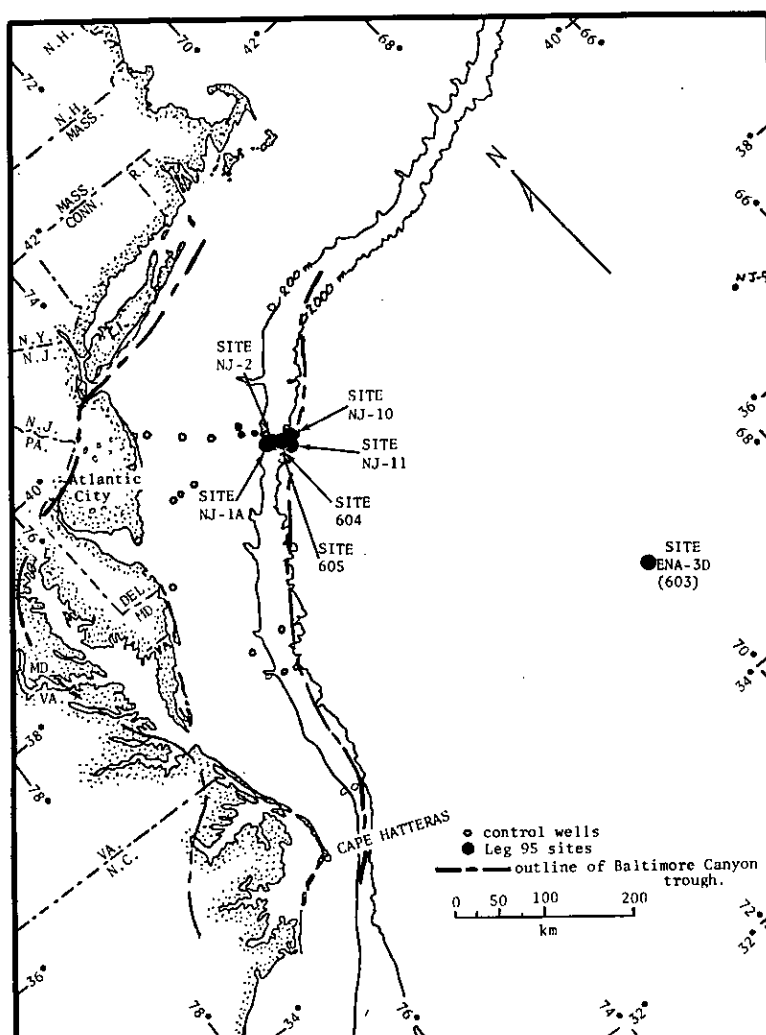 70°
42°
68°
40°
66°
N.H.
72°
N.H.
MASS.
38°
MASS.
CONN.
R.I.
N
66°
42°
74°
200 m
2000 m
NJ-9
L.I.
N.Y.
N.J.
SITE
NJ-2
SITE
NJ-10
36°
68°
N.J.
PA.
SITE
NJ-11
Atlantic
City
SITE
NJ-1A
SITE
604
40°
76°
SITE
605
SITE
ENA-3D
(603)
DEL.
MD
VA
MD
VA
70°
34°
38°
78°
CAPE HATTERAS
VA.
N.C.
control wells
Leg 95 sites
outline of Baltimore Canyon
trough.
0 50 100 200
km
72°
32°
36°
78°
34°
76°
74°
32°